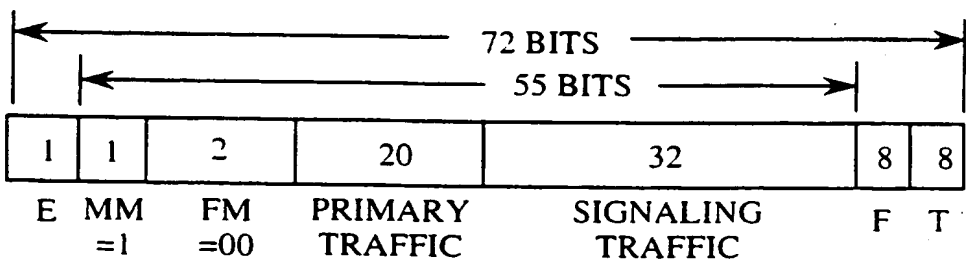 72 BITS
55 BITS
1 1 2 20 32 8 8
E MM =1 FM =00 PRIMARY TRAFFIC SIGNALING TRAFFIC F T